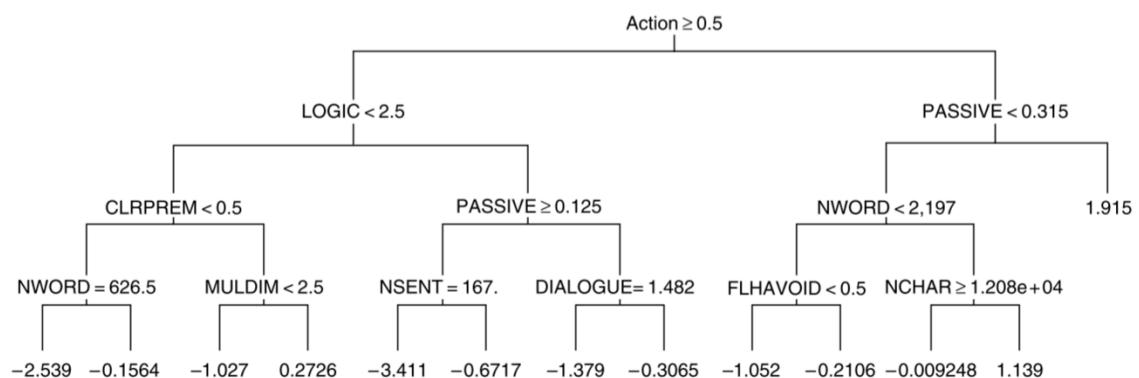 Action ≥ 0.5
LOGIC < 2.5 PASSIVE < 0.315
CLRPREM < 0.5 PASSIVE ≥ 0.125 NWORD < 2,197 1.915
NWORD = 626.5 MULDIM < 2.5 NSENT = 167. DIALOGUE= 1.482 FLHAVOID < 0.5 NCHAR ≥ 1.208e+04
−2.539 −0.1564 −1.027 0.2726 −3.411 −0.6717 −1.379 −0.3065 −1.052 −0.2106 −0.009248 1.139